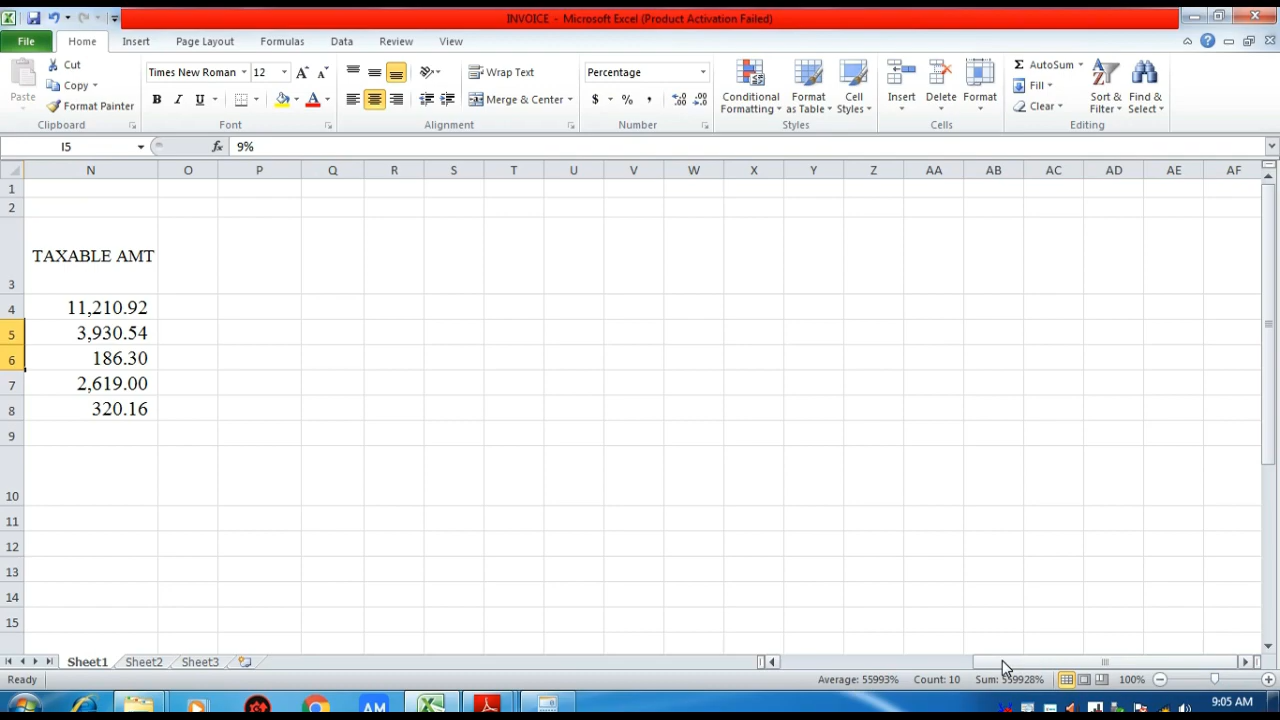 INVOICE - Microsoft Excel (Product Activation Failed)
File Home Insert Page Layout Formulas Data Review View
Paste Cut Copy Format Painter
Clipboard
Times New Roman 12
B I U A
Font
Wrap Text
Merge & Center
Alignment
Percentage
$ % ,
Number
Conditional Formatting Format as Table Cell Styles
Styles
Insert Delete Format
Cells
Σ AutoSum Fill Clear
Sort & Filter Find & Select
Editing
I5 fx 9%
N O P Q R S T U V W X Y Z AA AB AC AD AE AF
1
2
3 TAXABLE AMT
4 11,210.92
5 3,930.54
6 186.30
7 2,619.00
8 320.16
9
10
11
12
13
14
15
Sheet1 Sheet2 Sheet3
Ready Average: 55993% Count: 10 Sum: 559928% 100%
AM 9:05 AM